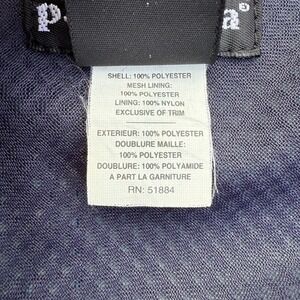 SHELL: 100% POLYESTER
MESH LINING:
100% POLYESTER
LINING: 100% NYLON
EXCLUSIVE OF TRIM
EXTERIEUR: 100% POLYESTER
DOUBLURE MAILLE:
100% POLYESTER
DOUBLURE: 100% POLYAMIDE
A PART LA GARNITURE
RN: 51884